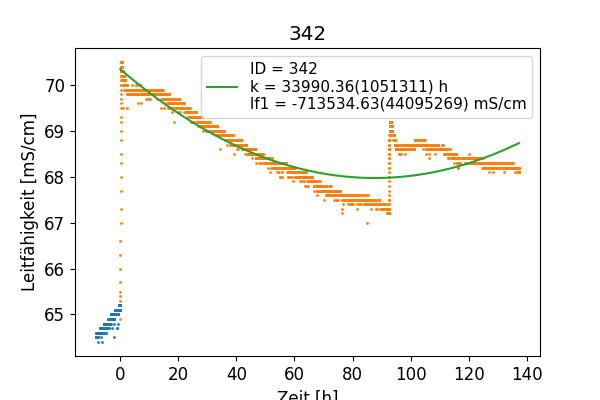 342
ID = 342
k = 33990.36(1051311) h
lf1 = -713534.63(44095269) mS/cm
Leitfähigkeit [mS/cm]
70
69
68
67
66
65
0 20 40 60 80 100 120 140
Zeit [h]